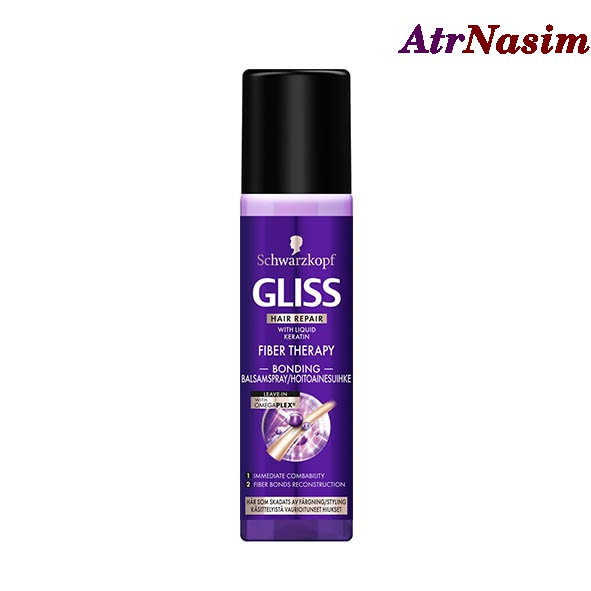 AtrNasim
Schwarzkopf
GLISS
HAIR REPAIR
WITH LIQUID
KERATIN
FIBER THERAPY
— BONDING —
BALSAMSPRAY/HOITOAINESUIHKE
LEAVE-IN
WITH
OMEGAPLEX®
1 IMMEDIATE COMBABILITY
2 FIBER BONDS RECONSTRUCTION
HÅR SOM SKADATS AV FÄRGNING/STYLING
KÄSITTELYISTÄ VAURIOITUNEET HIUKSET